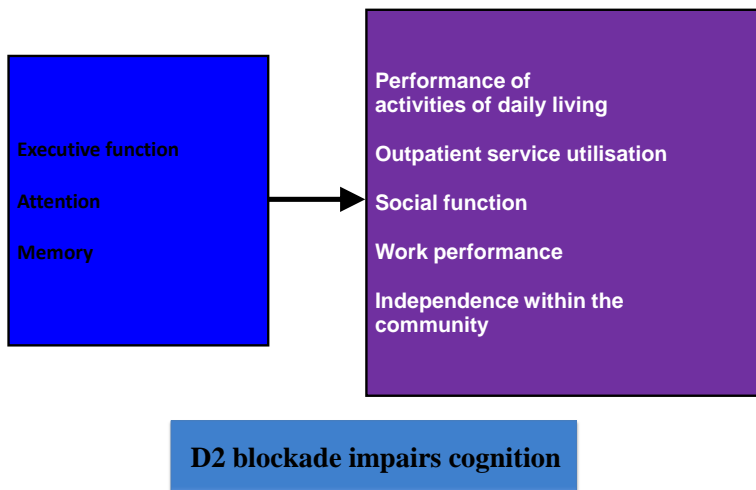 Executive function
Attention
Memory
Performance of
activities of daily living
Outpatient service utilisation
Social function
Work performance
Independence within the
community
D2 blockade impairs cognition